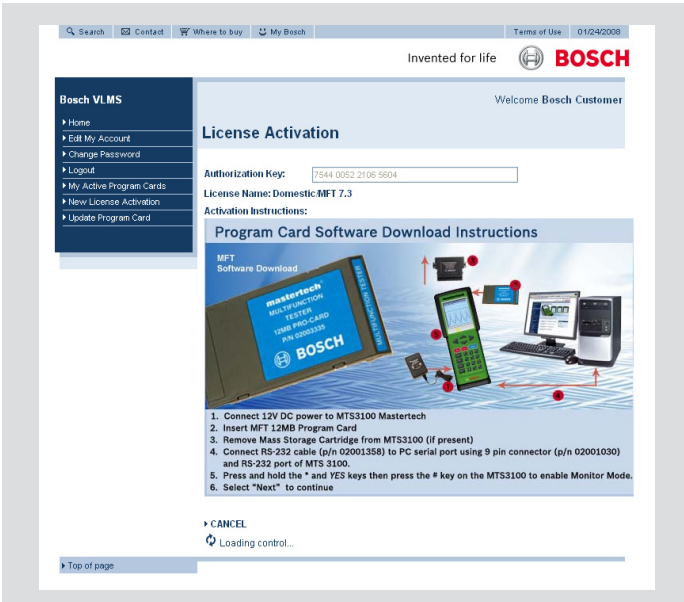 Search Contact Where to buy My Bosch Terms of Use 01/24/2008
Invented for life BOSCH
Bosch VLMS
Home
Edit My Account
Change Password
Logout
My Active Program Cards
New License Activation
Update Program Card
Welcome Bosch Customer
License Activation
Authorization Key: 7544 0052 2106 5604
License Name: Domestic/MFT 7.3
Activation Instructions:
Program Card Software Download Instructions
MFT
Software Download
mastertech
MULTIFUNCTION
TESTER
12MB PRO-CARD
P/N 02003335
BOSCH
MULTIFUNCTION TESTER
1. Connect 12V DC power to MTS3100 Mastertech
2. Insert MFT 12MB Program Card
3. Remove Mass Storage Cartridge from MTS3100 (if present)
4. Connect RS-232 cable (p/n 02001358) to PC serial port using 9 pin connector (p/n 02001030)
and RS-232 port of MTS 3100.
5. Press and hold the * and YES keys then press the # key on the MTS3100 to enable Monitor Mode.
6. Select "Next" to continue
CANCEL
Loading control...
Top of page